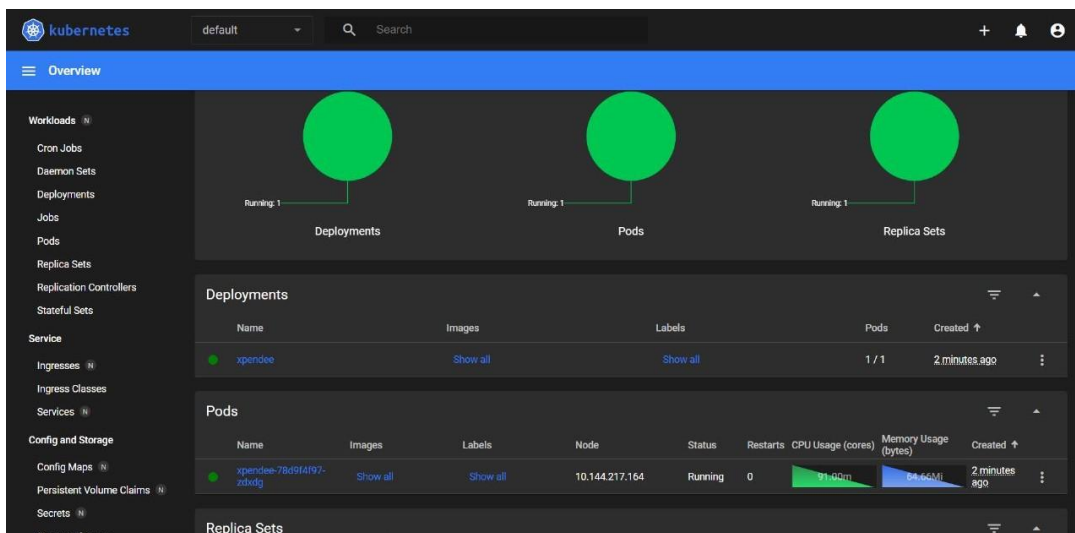 kubernetes
default
Search
Overview
Workloads N
Cron Jobs
Daemon Sets
Deployments
Jobs
Pods
Replica Sets
Replication Controllers
Stateful Sets
Service
Ingresses N
Ingress Classes
Services N
Config and Storage
Config Maps N
Persistent Volume Claims N
Secrets N
Running: 1
Deployments
Running: 1
Pods
Running: 1
Replica Sets
Deployments
Name Images Labels Pods Created ↑
xpendee Show all Show all 1 / 1 2 minutes ago
Pods
Name Images Labels Node Status Restarts CPU Usage (cores) Memory Usage (bytes) Created ↑
xpendee-78d9f4f97-
zdxdg Show all Show all 10.144.217.164 Running 0 91.00m 64.66Mi 2 minutes ago
Replica Sets